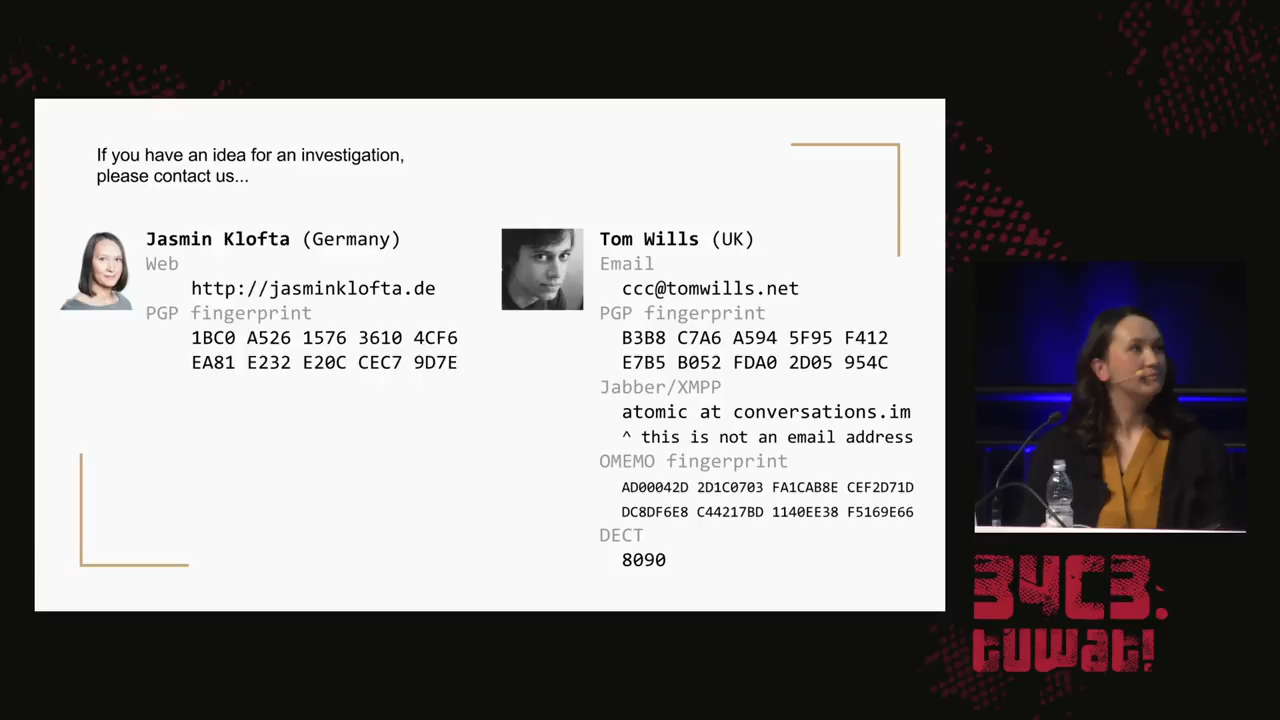 If you have an idea for an investigation,
please contact us...
Jasmin Klofta (Germany)
Web
http://jasminklofta.de
PGP fingerprint
1BC0 A526 1576 3610 4CF6
EA81 E232 E20C CEC7 9D7E
Tom Wills (UK)
Email
ccc@tomwills.net
PGP fingerprint
B3B8 C7A6 A594 5F95 F412
E7B5 B052 FDA0 2D05 954C
Jabber/XMPP
atomic at conversations.im
^ this is not an email address
OMEMO fingerprint
AD00042D 2D1C0703 FA1CAB8E CEF2D71D
DC8DF6E8 C44217BD 1140EE38 F5169E66
DECT
8090
34C3.
tuwat!